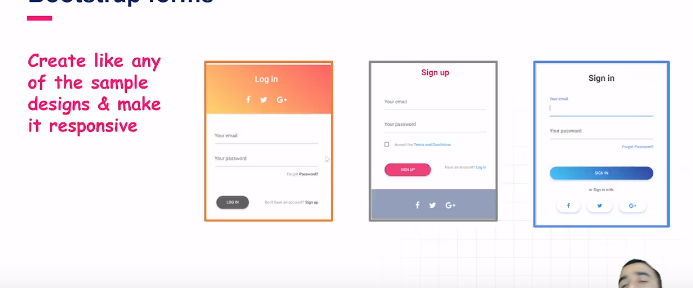 Bootstrap forms
Create like any
of the sample
designs & make
it responsive
Log in
f G+
Your email
Your password
Forgot Password?
LOG IN
Don't have an account? Sign up
Sign up
Your email
Your password
Accept the Terms and Conditions
SIGN UP
Have an account? Log in
f G+
Sign in
Your email
Your password
Forgot Password?
SIGN IN
or Sign in with:
f G+